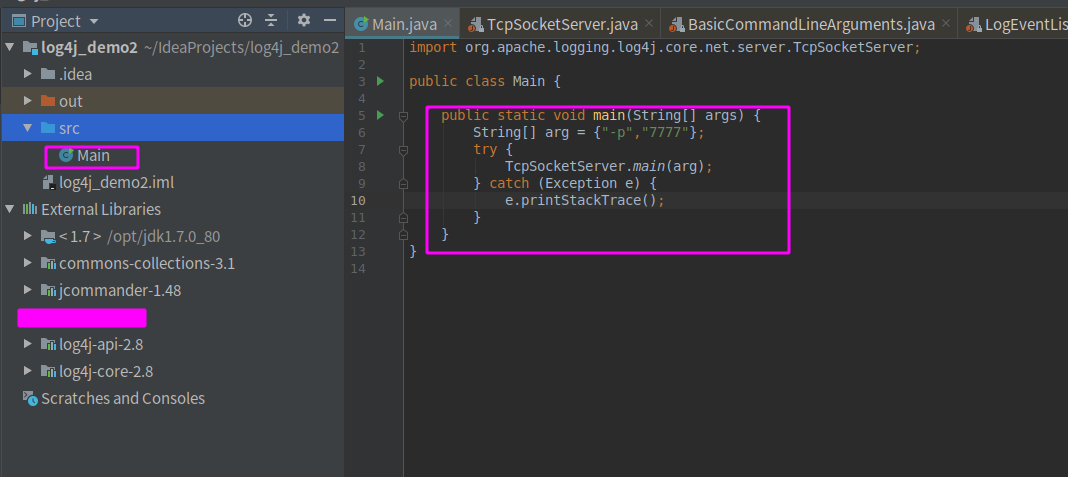 Project
log4j_demo2 ~/IdeaProjects/log4j_demo2
.idea
out
src
Main
log4j_demo2.iml
External Libraries
< 1.7 > /opt/jdk1.7.0_80
commons-collections-3.1
jcommander-1.48
log4j-api-2.8
log4j-core-2.8
Scratches and Consoles
Main.java TcpSocketServer.java BasicCommandLineArguments.java LogEventLis
1 import org.apache.logging.log4j.core.net.server.TcpSocketServer;
2
3 public class Main {
4
5 public static void main(String[] args) {
6 String[] arg = {"-p","7777"};
7 try {
8 TcpSocketServer.main(arg);
9 } catch (Exception e) {
10 e.printStackTrace();
11 }
12 }
13 }
14